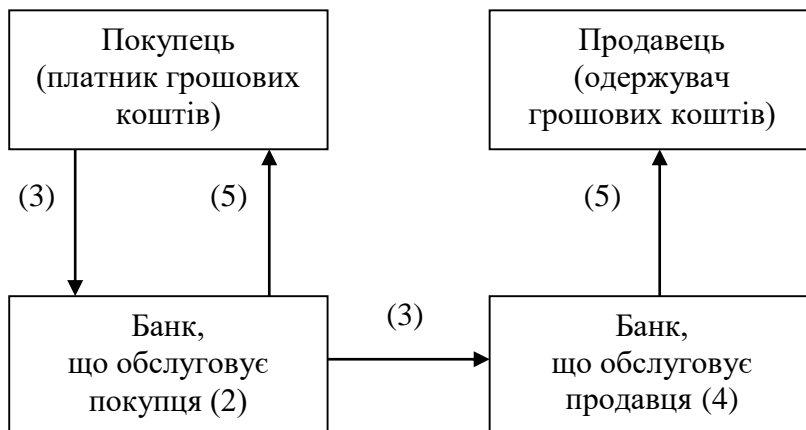 Покупець
(платник грошових
коштів)
Продавець
(одержувач
грошових коштів)
(3)
(5)
(5)
Банк,
що обслуговує
покупця (2)
(3)
Банк,
що обслуговує
продавця (4)